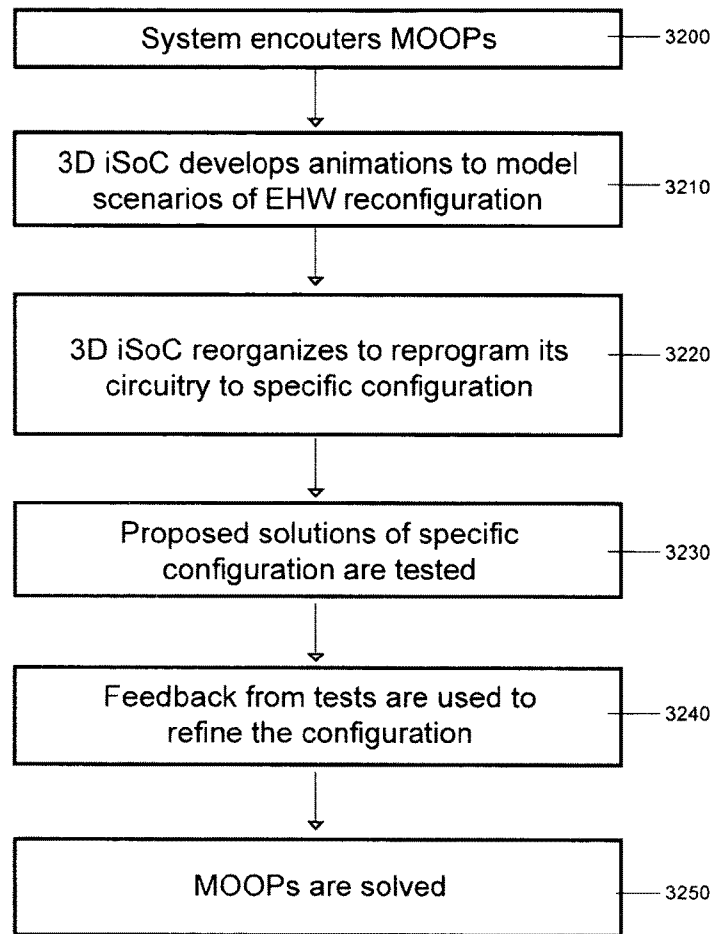 System encouters MOOPs
3200
3D iSoC develops animations to model
scenarios of EHW reconfiguration
3210
3D iSoC reorganizes to reprogram its
circuitry to specific configuration
3220
Proposed solutions of specific
configuration are tested
3230
Feedback from tests are used to
refine the configuration
3240
MOOPs are solved
3250